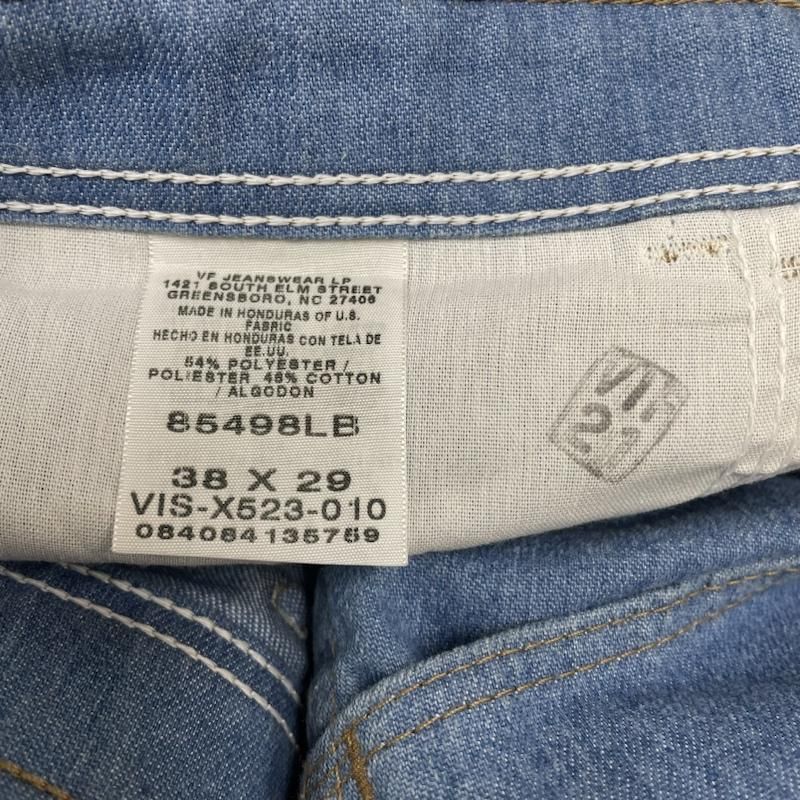 VF JEANSWEAR LP
1421 SOUTH ELM STREET
GREENSBORO, NC 27406
MADE IN HONDURAS OF U.S.
FABRIC
HECHO EN HONDURAS CON TELA DE
EE.UU.
54% POLYESTER /
POLIESTER 46% COTTON
/ ALGODON
85498LB
38 X 29
VIS-X523-010
084084135759
21